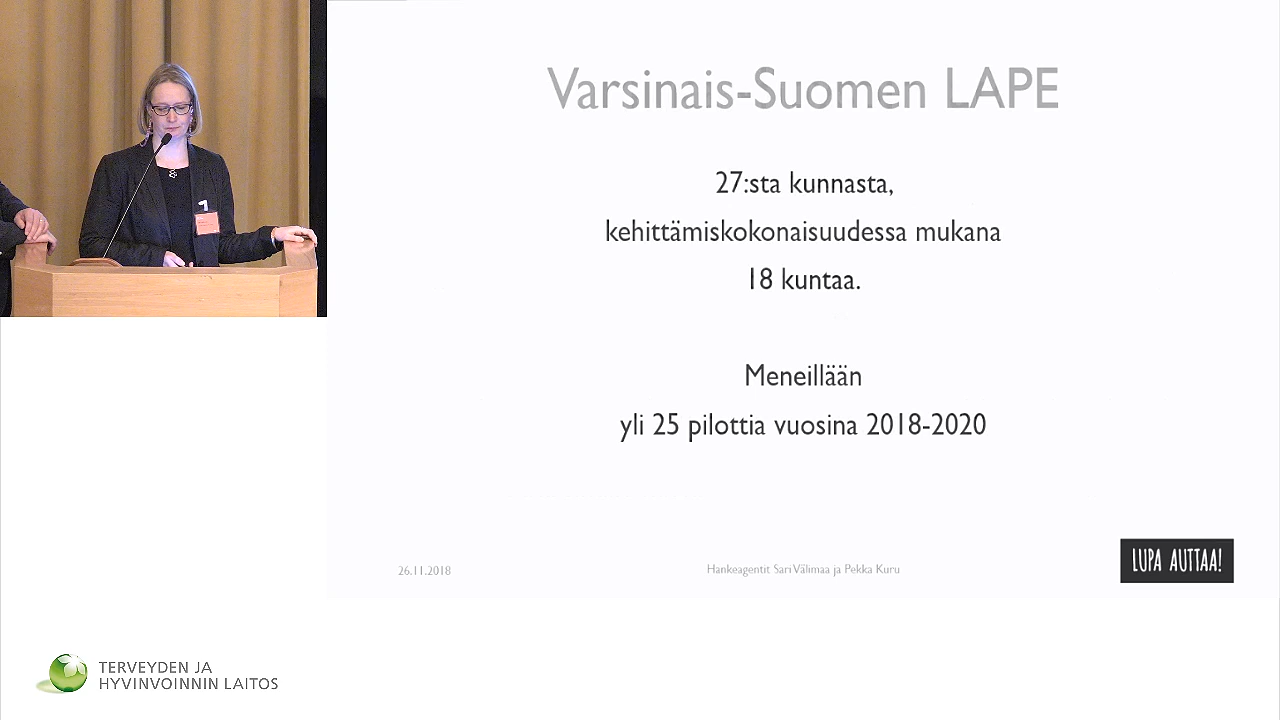 Varsinais-Suomen LAPE
27:sta kunnasta,
kehittämiskokonaisuudessa mukana
18 kuntaa.
Meneillään
yli 25 pilottia vuosina 2018-2020
26.11.2018
Hankeagentit Sari Välimaa ja Pekka Kuru
LUPA AUTTAA!
TERVEYDEN JA
HYVINVOINNIN LAITOS